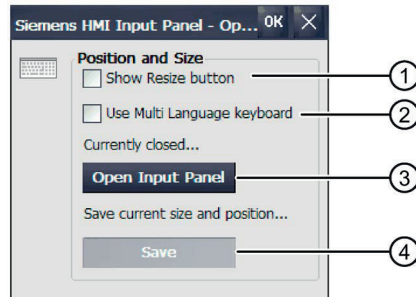 Siemens HMI Input Panel - Op... OK
Position and Size
Show Resize button
1
Use Multi Language keyboard
2
Currently closed...
Open Input Panel
3
Save current size and position...
Save
4